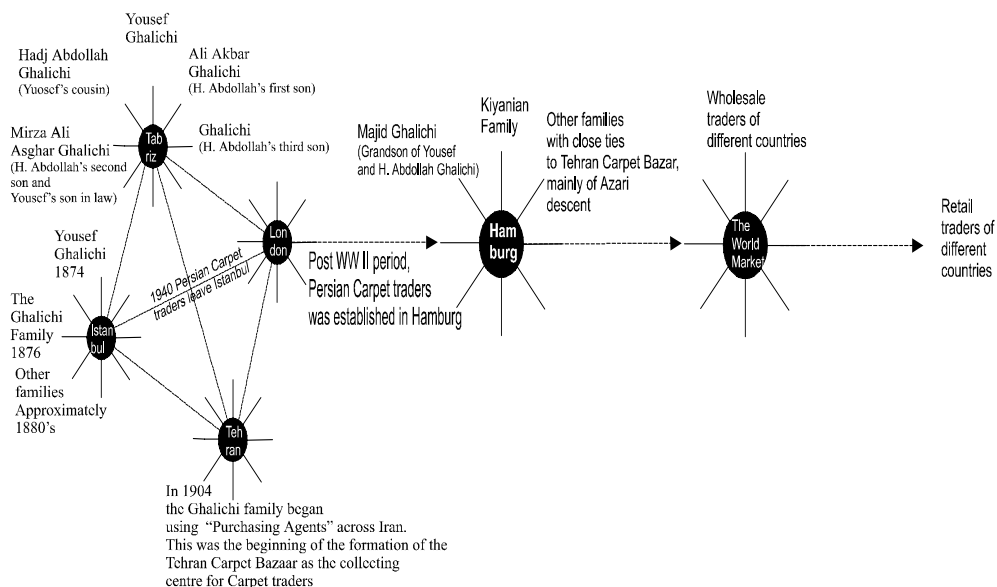 Yousef
Ghalichi
Hadj Abdollah
Ghalichi
(Yuosef's cousin)
Ali Akbar
Ghalichi
(H. Abdollah's first son)
Mirza Ali
Asghar Ghalichi
(H. Abdollah's second
son and
Yousef's son in law)
Tab
riz
Ghalichi
(H. Abdollah's third son)
Yousef
Ghalichi
1874
The
Ghalichi
Family
1876
Other
families
Approximately
1880's
Istan
bul
1940 Persian Carpet
traders leave Istanbul
Lon
don
Post WW II period,
Persian Carpet traders
was established in Hamburg
Teh
ran
In 1904
the Ghalichi family began
using "Purchasing Agents" across Iran.
This was the beginning of the formation of the
Tehran Carpet Bazaar as the collecting
centre for Carpet traders
Majid Ghalichi
(Grandson of Yousef
and H. Abdollah Ghalichi)
Kiyanian
Family
Other families
with close ties
to Tehran Carpet Bazar,
mainly of Azari
descent
Ham
burg
Wholesale
traders of
different countries
The
World
Market
Retail
traders of
different
countries